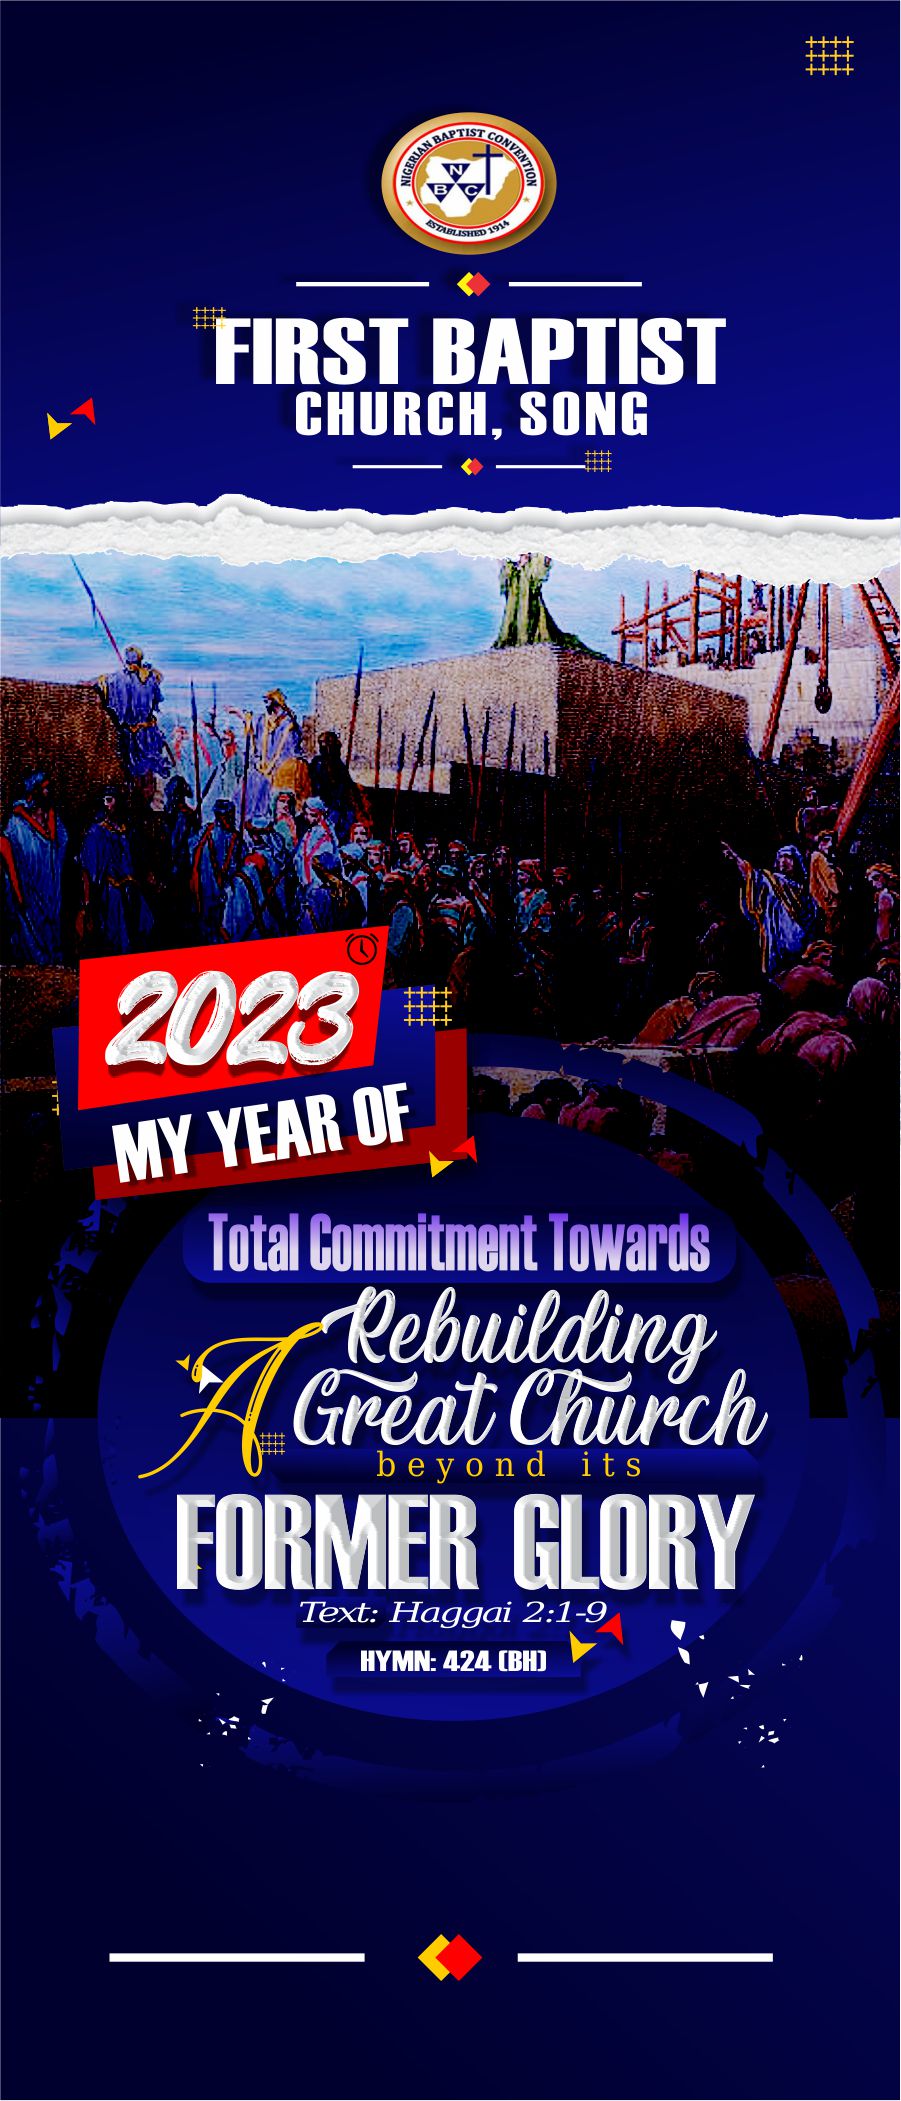 NIGERIAN BAPTIST CONVENTION
N
B C
ESTABLISHED 1914
FIRST BAPTIST
CHURCH, SONG
2023
MY YEAR OF
Total Commitment Towards
Rebuilding
A Great Church
beyond its
FORMER GLORY
Text: Haggai 2:1-9
HYMN: 424 (BH)